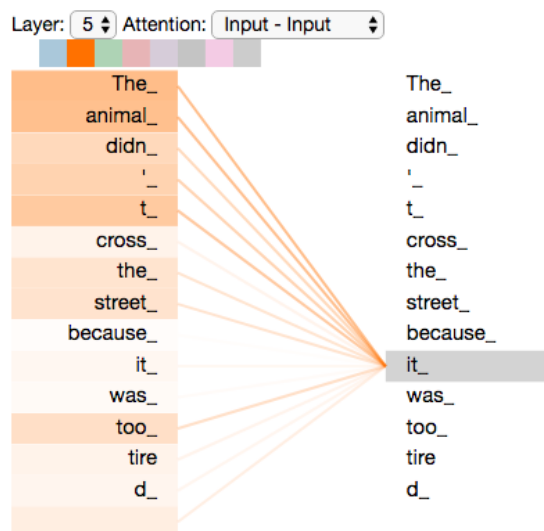 Layer: 5 Attention: Input - Input
The_ The_
animal_ animal_
didn_ didn_
'_ '_
t_ t_
cross_ cross_
the_ the_
street_ street_
because_ because_
it_ it_
was_ was_
too_ too_
tire tire
d_ d_